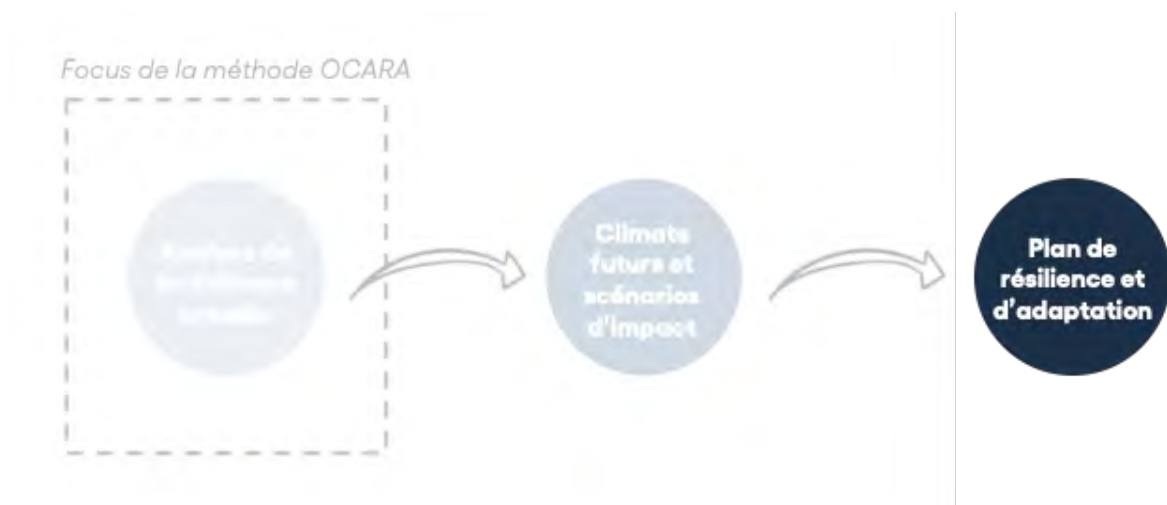 Focus de la méthode OCARA
Climats
futurs et
scénarios
d'impact
Plan de
résilience et
d'adaptation